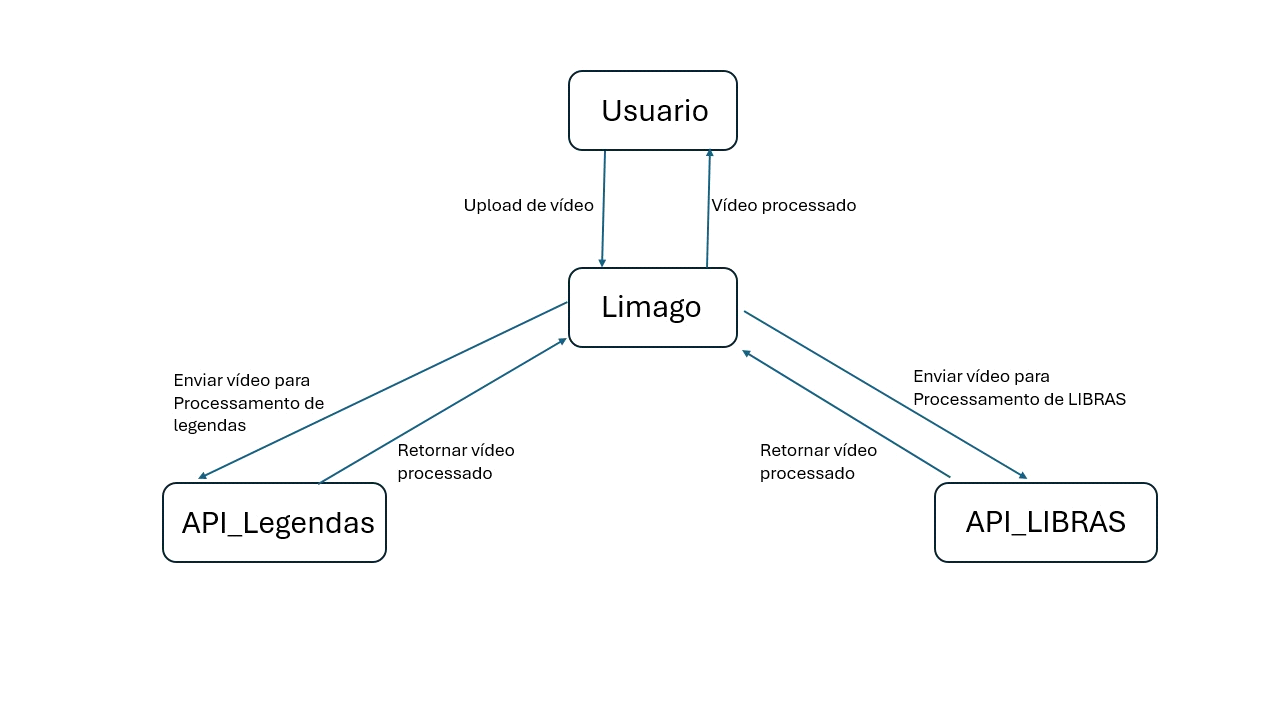 Usuario
Upload de vídeo
Vídeo processado
Limago
Enviar vídeo para
Processamento de
legendas
Enviar vídeo para
Processamento de LIBRAS
Retornar vídeo
processado
Retornar vídeo
processado
API_Legendas
API_LIBRAS